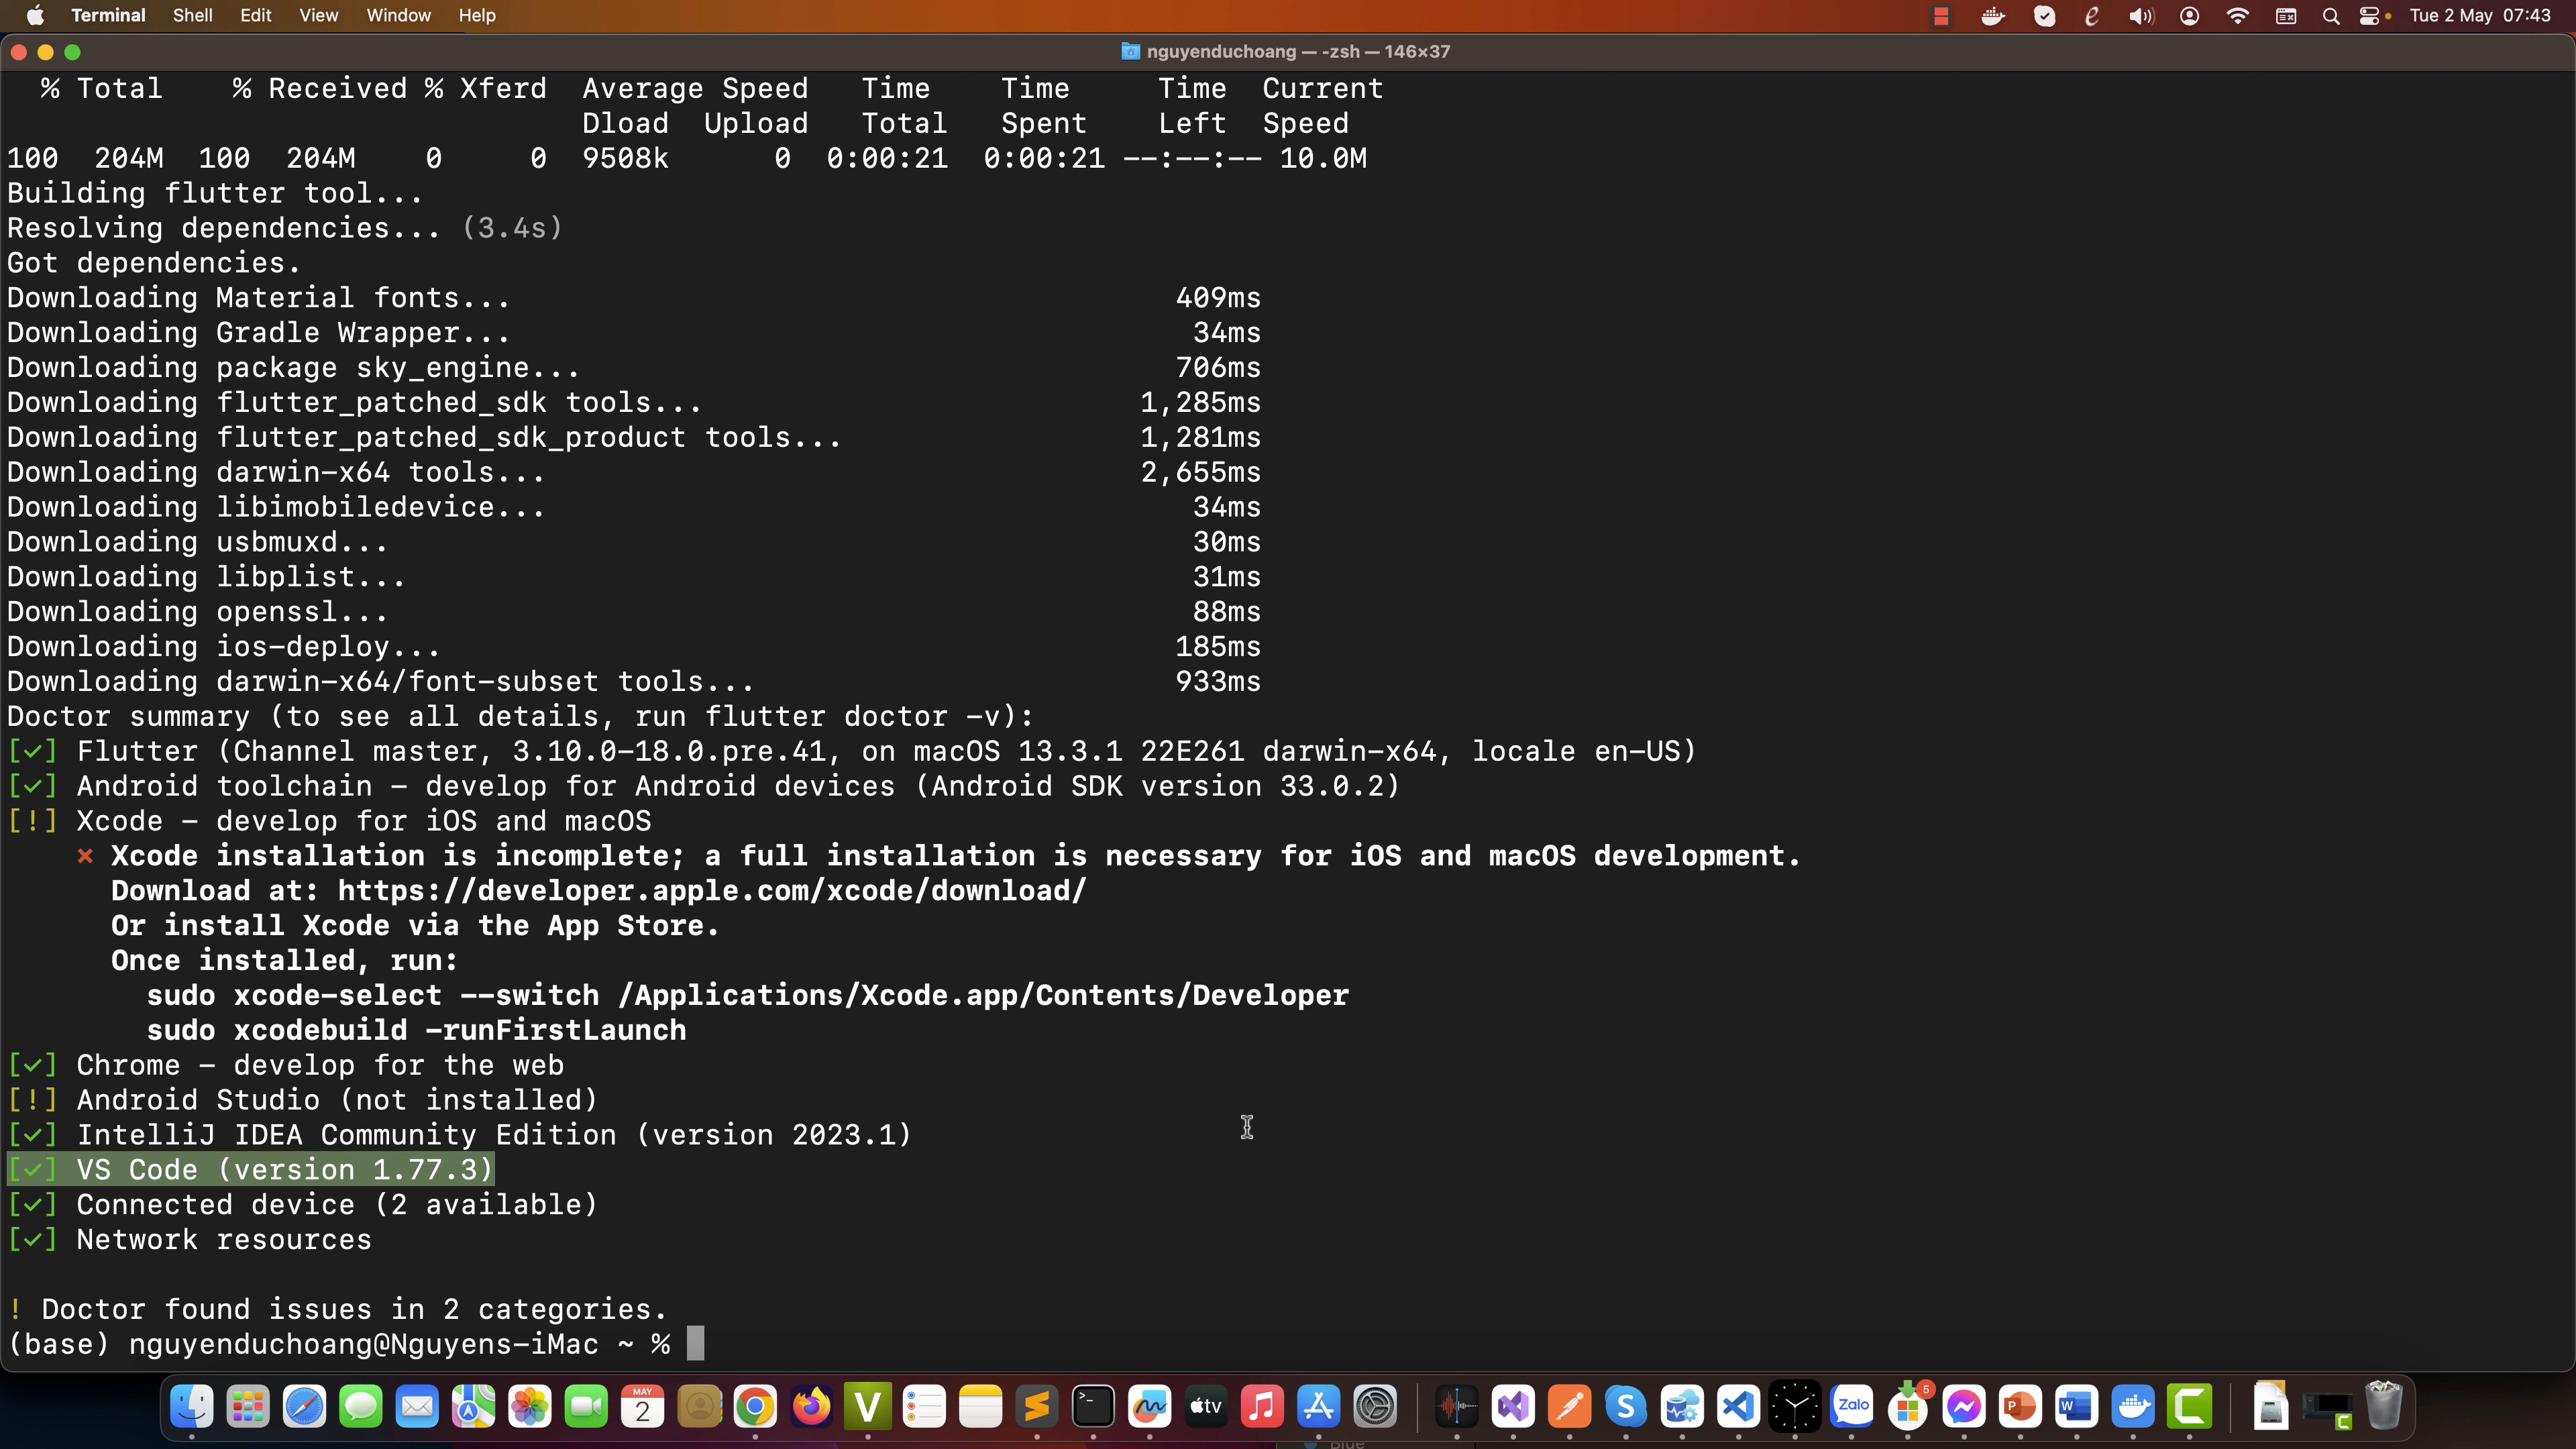 Terminal Shell Edit View Window Help Tue 2 May 07:43
nguyenduchoang — -zsh — 146×37
% Total % Received % Xferd Average Speed Time Time Time Current
Dload Upload Total Spent Left Speed
100 204M 100 204M 0 0 9508k 0 0:00:21 0:00:21 --:--:-- 10.0M
Building flutter tool...
Resolving dependencies... (3.4s)
Got dependencies.
Downloading Material fonts... 409ms
Downloading Gradle Wrapper... 34ms
Downloading package sky_engine... 706ms
Downloading flutter_patched_sdk tools... 1,285ms
Downloading flutter_patched_sdk_product tools... 1,281ms
Downloading darwin-x64 tools... 2,655ms
Downloading libimobiledevice... 34ms
Downloading usbmuxd... 30ms
Downloading libplist... 31ms
Downloading openssl... 88ms
Downloading ios-deploy... 185ms
Downloading darwin-x64/font-subset tools... 933ms
Doctor summary (to see all details, run flutter doctor -v):
[✓] Flutter (Channel master, 3.10.0-18.0.pre.41, on macOS 13.3.1 22E261 darwin-x64, locale en-US)
[✓] Android toolchain - develop for Android devices (Android SDK version 33.0.2)
[!] Xcode - develop for iOS and macOS
✗ Xcode installation is incomplete; a full installation is necessary for iOS and macOS development.
Download at: https://developer.apple.com/xcode/download/
Or install Xcode via the App Store.
Once installed, run:
sudo xcode-select --switch /Applications/Xcode.app/Contents/Developer
sudo xcodebuild -runFirstLaunch
[✓] Chrome - develop for the web
[!] Android Studio (not installed)
[✓] IntelliJ IDEA Community Edition (version 2023.1)
[✓] VS Code (version 1.77.3)
[✓] Connected device (2 available)
[✓] Network resources
! Doctor found issues in 2 categories.
(base) nguyenduchoang@Nguyens-iMac ~ %
MAY
2
tv
Zalo
5
Blue